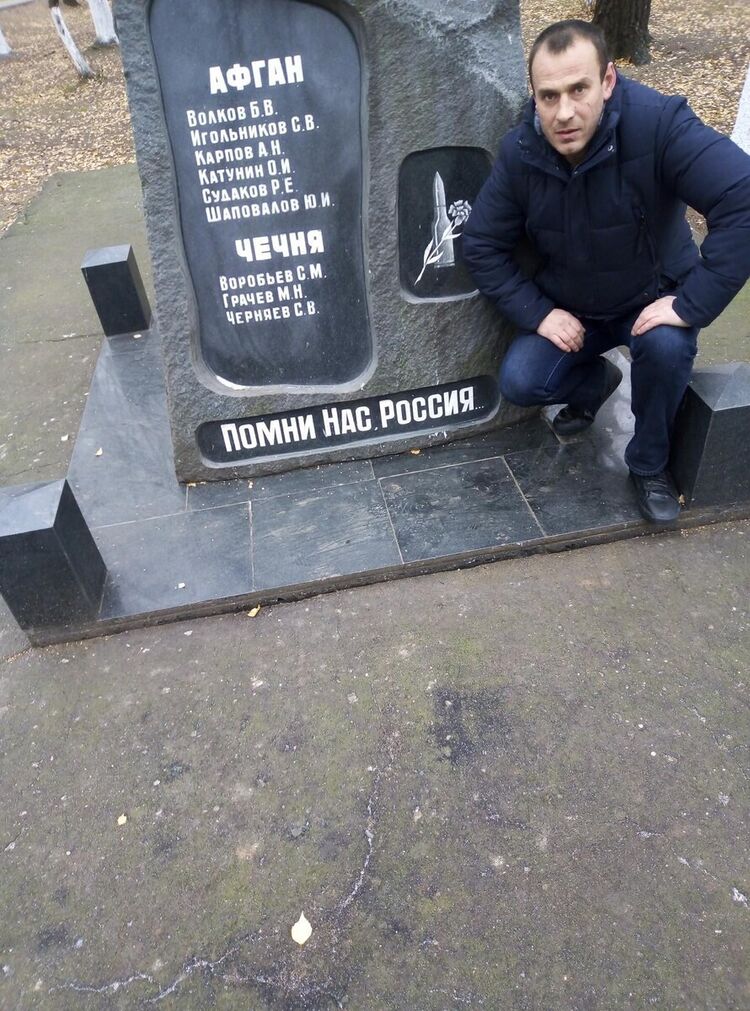 АФГАН
ВОЛКОВ Б.В.
ИГОЛЬНИКОВ С.В.
КАРПОВ А.Н.
КАТУНИН О.И.
СУДАКОВ Р.Е.
ШАПОВАЛОВ Ю.И.
ЧЕЧНЯ
ВОРОБЬЕВ С.М.
ГРАЧЕВ М.Н.
ЧЕРНЯЕВ С.В.
ПОМНИ НАС, РОССИЯ...